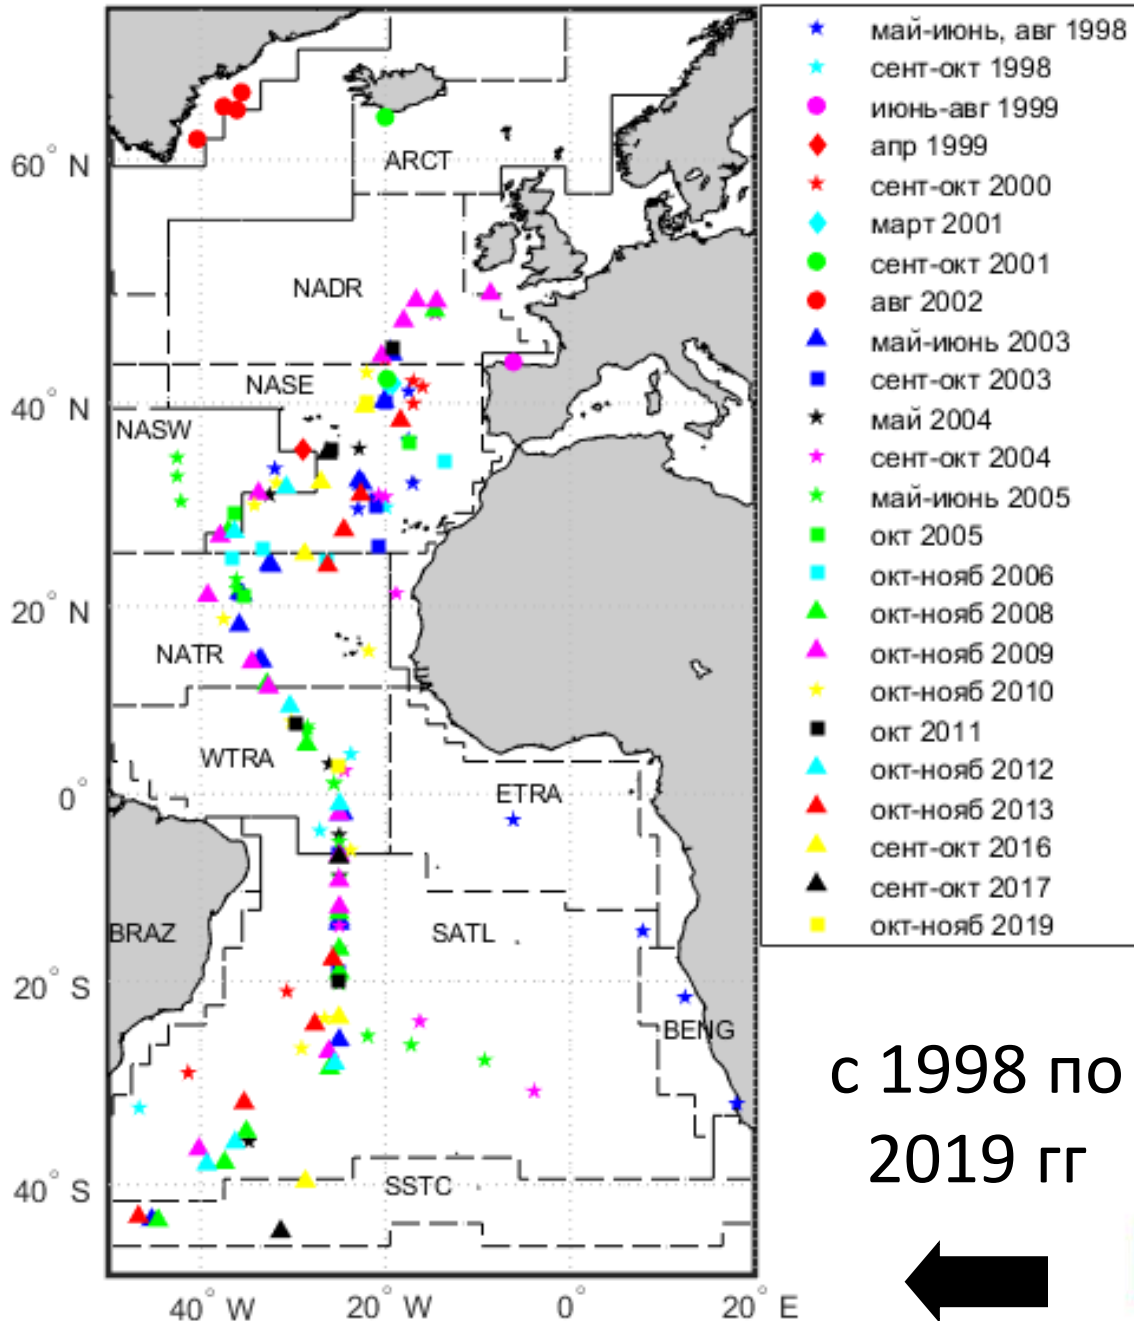 май-июнь, авг 1998
сент-окт 1998
июнь-авг 1999
апр 1999
сент-окт 2000
март 2001
сент-окт 2001
авг 2002
май-июнь 2003
сент-окт 2003
май 2004
сент-окт 2004
май-июнь 2005
окт 2005
окт-нояб 2006
окт-нояб 2008
окт-нояб 2009
окт-нояб 2010
окт 2011
окт-нояб 2012
окт-нояб 2013
сент-окт 2016
сент-окт 2017
окт-нояб 2019
60° N
40° N
20° N
0°
20° S
40° S
ARCT
NADR
NASE
NASW
NATR
WTRA
ETRA
BRAZ
SATL
BENG
SSTC
40° W
20° W
0°
20° E
с 1998 по
2019 гг